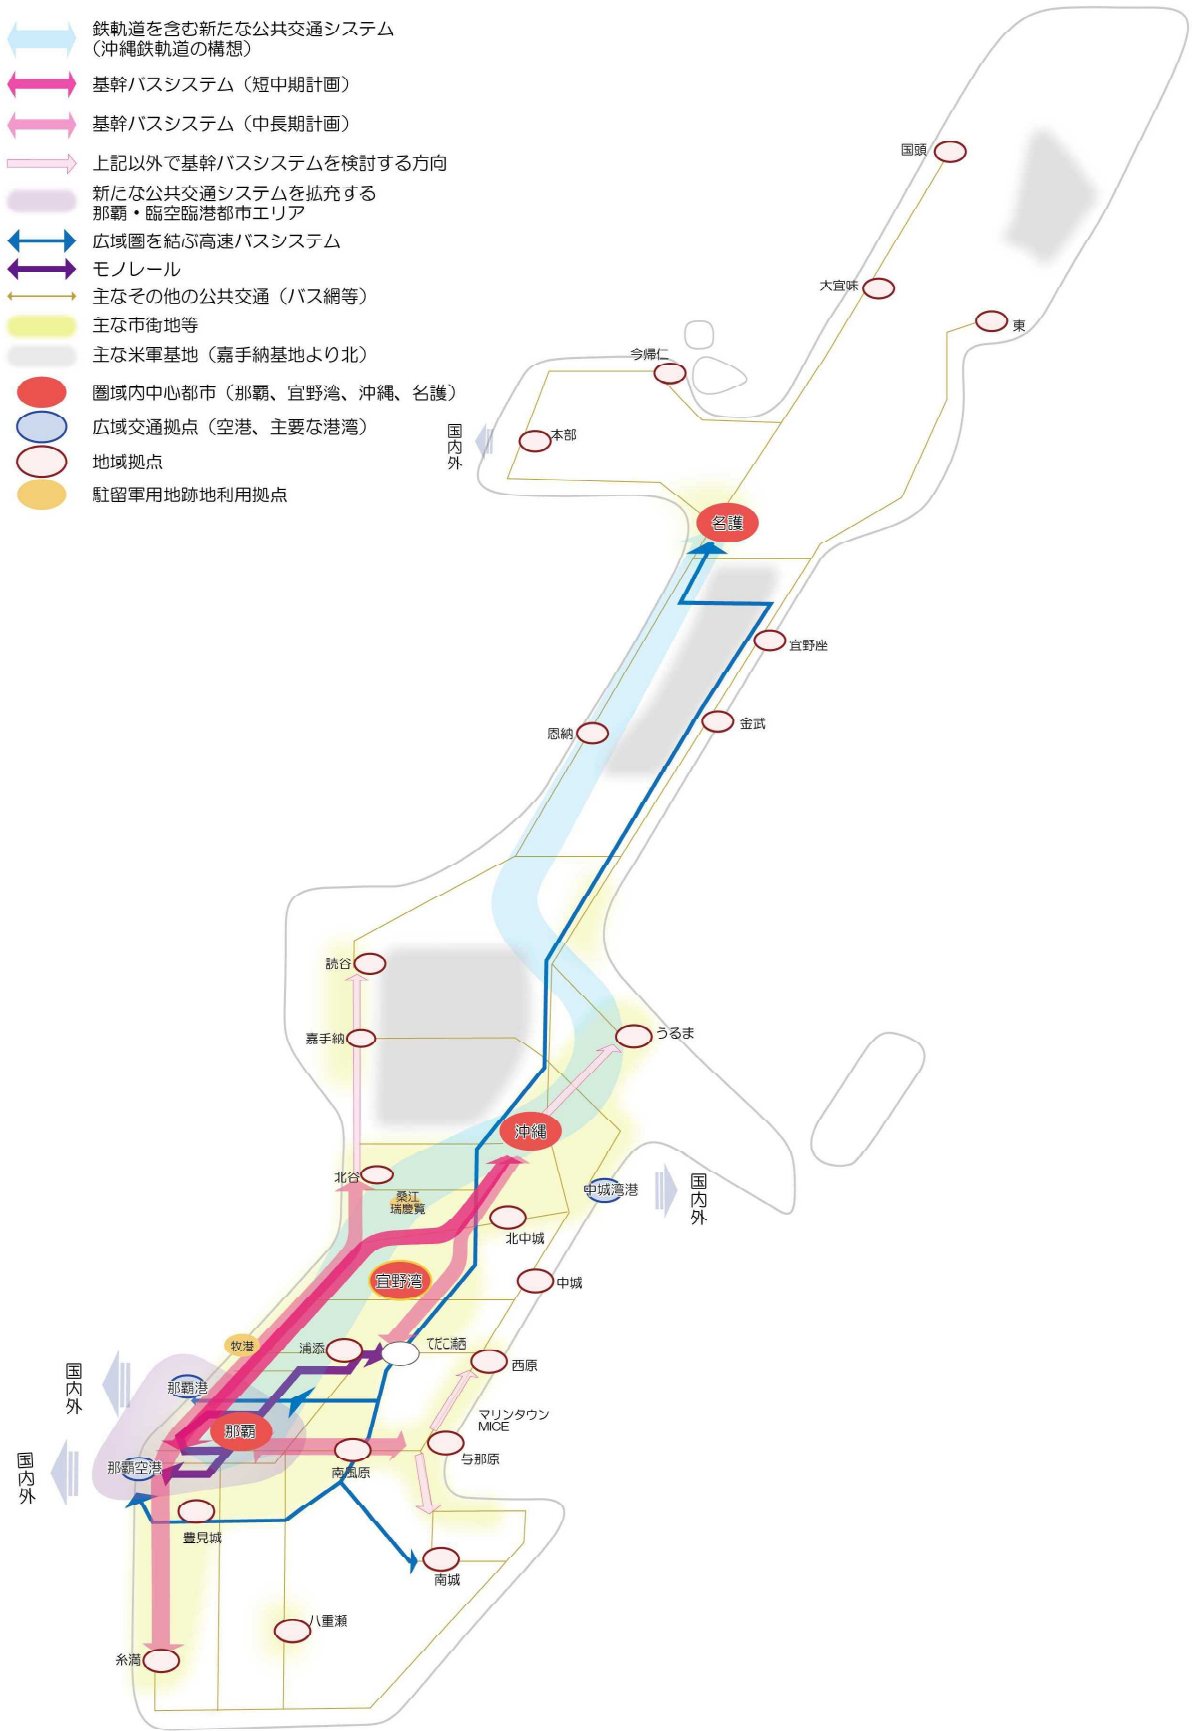 鉄軌道を含む新たな公共交通システム
（沖縄鉄軌道の構想）
基幹バスシステム（短中期計画）
基幹バスシステム（中長期計画）
上記以外で基幹バスシステムを検討する方向
新たな公共交通システムを拡充する
那覇・臨空臨港都市エリア
広域圏を結ぶ高速バスシステム
モノレール
主なその他の公共交通（バス網等）
主な市街地等
主な米軍基地（嘉手納基地より北）
圏域内中心都市（那覇、宜野湾、沖縄、名護）
広域交通拠点（空港、主要な港湾）
地域拠点
駐留軍用地跡地利用拠点
国頭
大宜味
東
今帰仁
本部
国内外
名護
宜野座
金武
恩納
読谷
嘉手納
うるま
沖縄
北谷
桑江
瑞慶覧
中城湾港
国内外
北中城
宜野湾
中城
牧港
浦添
てだこ浦西
西原
国内外
那覇港
マリンタウン
MICE
那覇
与那原
国内外
那覇空港
南風原
豊見城
南城
八重瀬
糸満